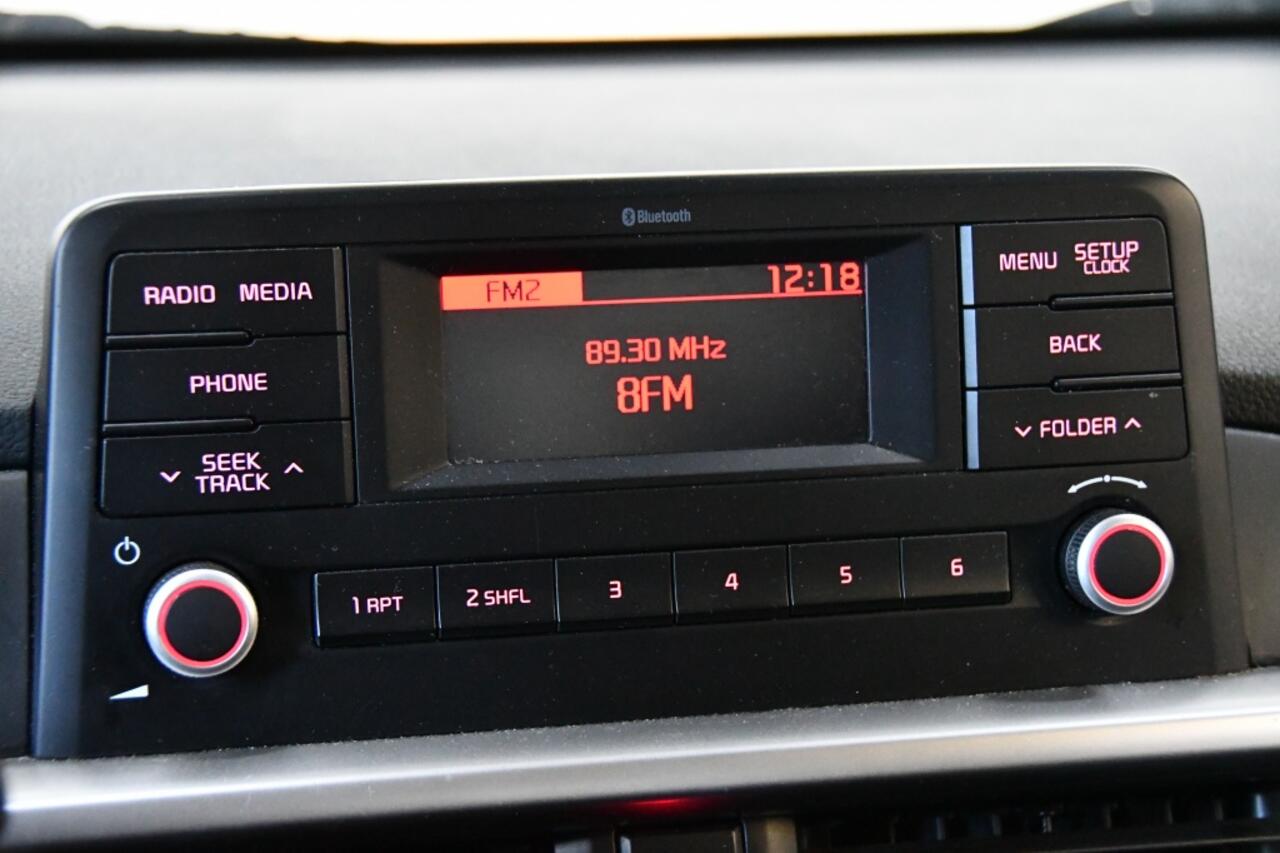 Bluetooth
RADIO MEDIA
PHONE
SEEK
TRACK
FM2 12:18
89.30 MHz
8FM
MENU SETUP
CLOCK
BACK
FOLDER
1 RPT 2 SHFL 3 4 5 6